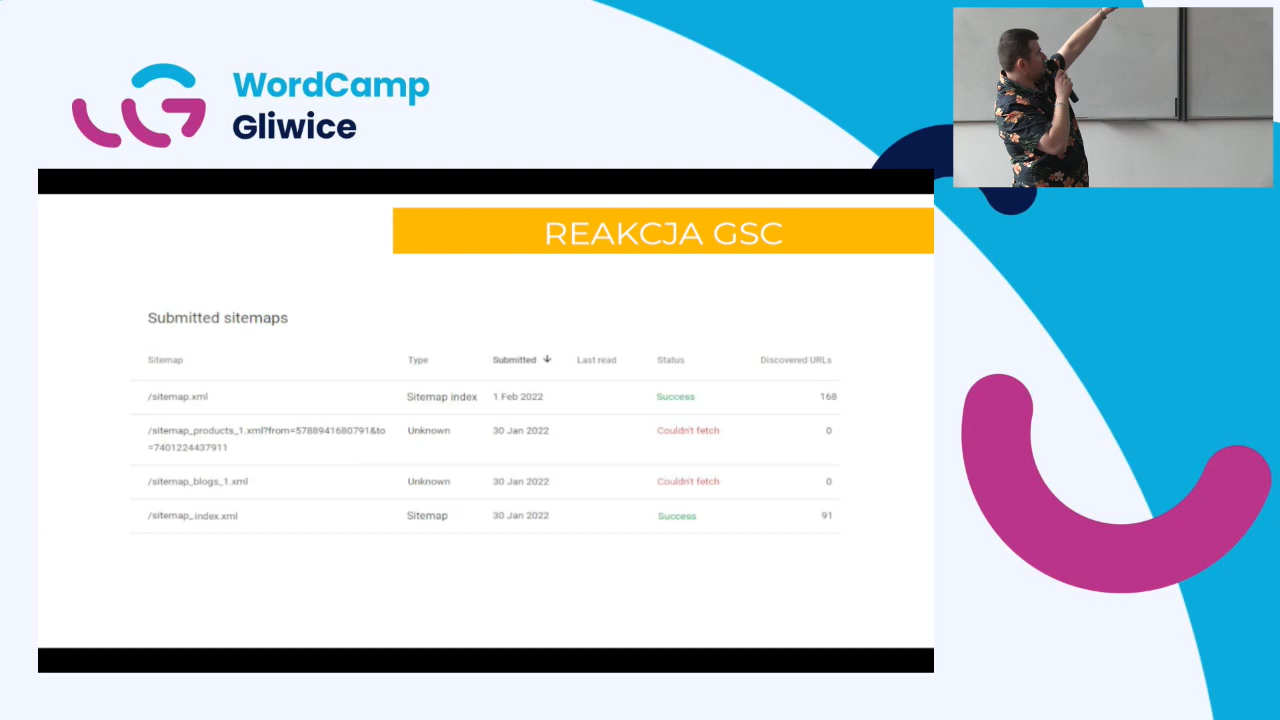 WordCamp
Gliwice
REAKCJA GSC
Submitted sitemaps
Sitemap Type Submitted Last read Status Discovered URLs
/sitemap.xml Sitemap index 1 Feb 2022 Success 168
/sitemap_products_1.xml?from=5788941680791&to Unknown 30 Jan 2022 Couldn't fetch 0
=7401224437911
/sitemap_blogs_1.xml Unknown 30 Jan 2022 Couldn't fetch 0
/sitemap_index.xml Sitemap 30 Jan 2022 Success 91